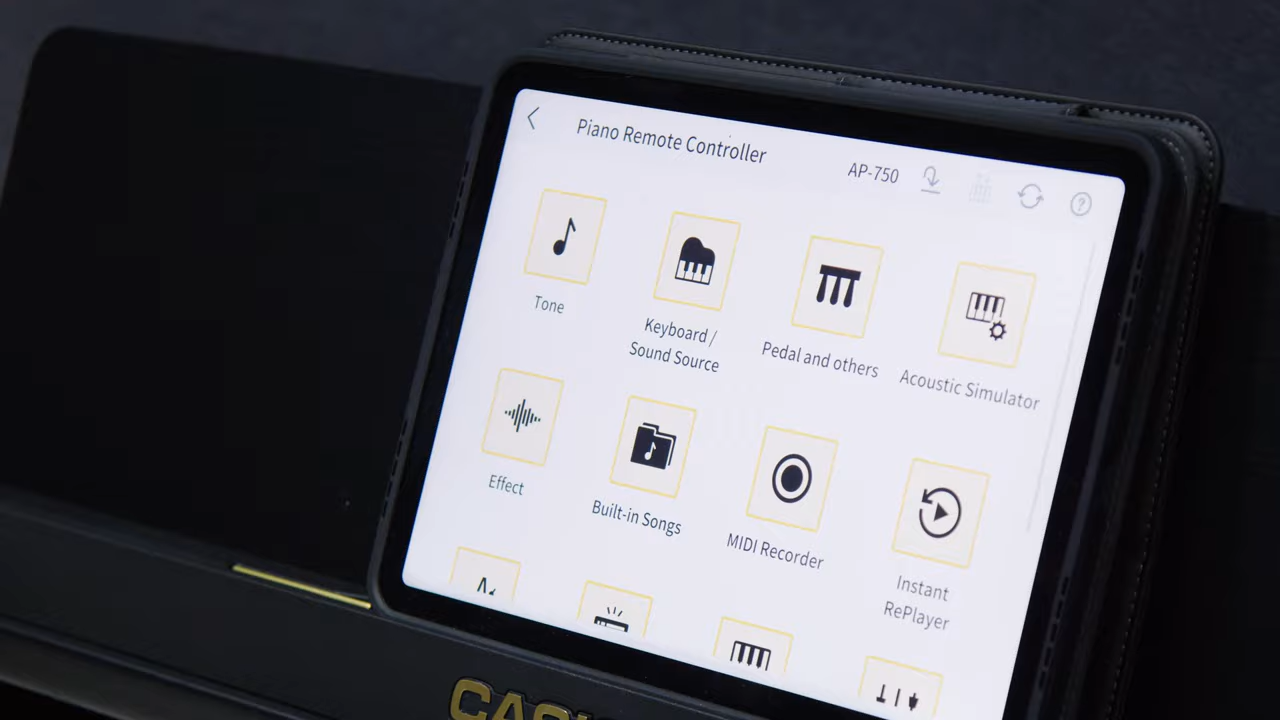 Piano Remote Controller
AP-750
Tone
Keyboard /
Sound Source
Pedal and others
Acoustic Simulator
Effect
Built-in Songs
MIDI Recorder
Instant
RePlayer